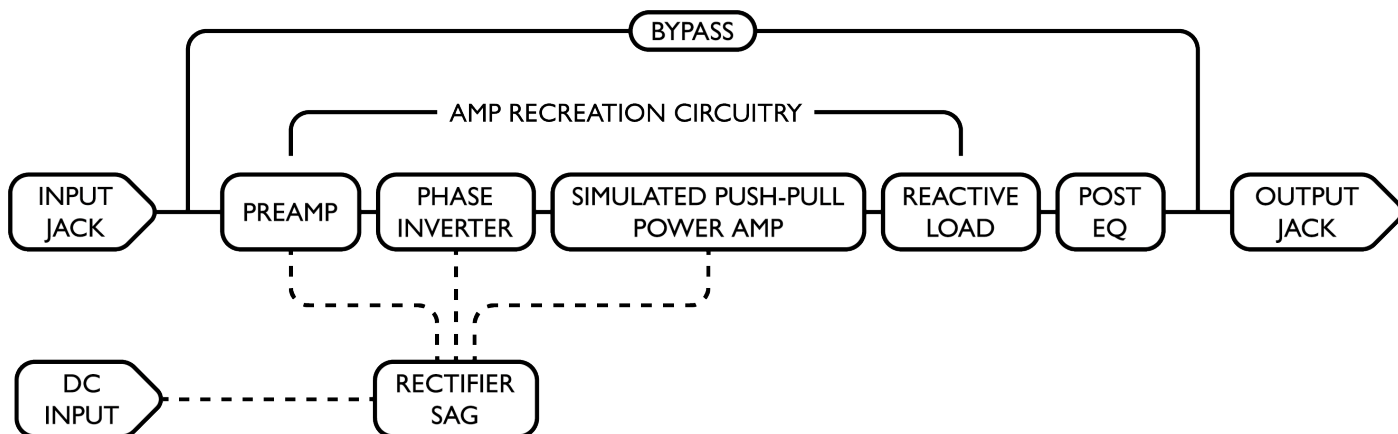 BYPASS
AMP RECREATION CIRCUITRY
INPUT
JACK
PREAMP
PHASE
INVERTER
SIMULATED PUSH-PULL
POWER AMP
REACTIVE
LOAD
POST
EQ
OUTPUT
JACK
DC
INPUT
RECTIFIER
SAG